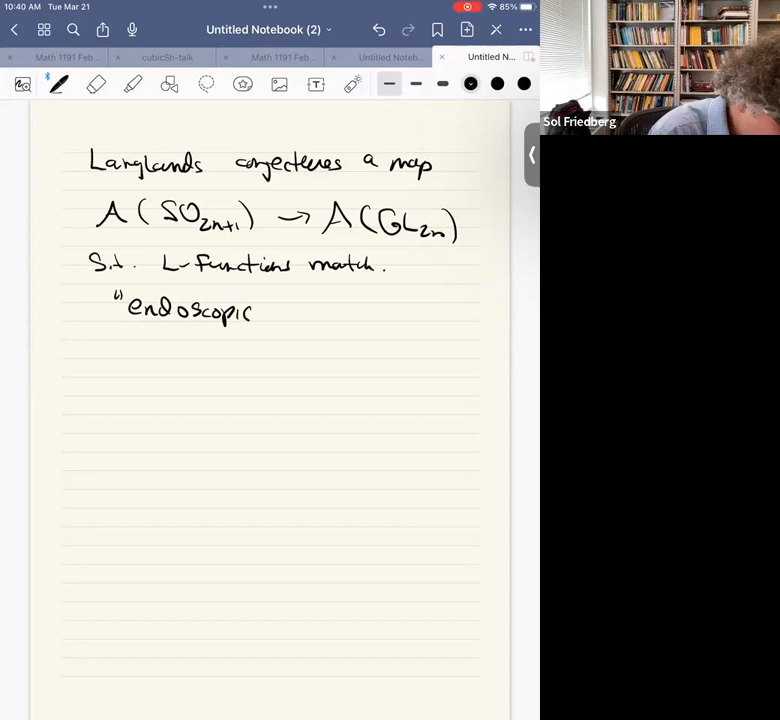 10:40 AM Tue Mar 21
85%
Untitled Notebook (2)
Math 1191 Feb...
cubicSh-talk
Math 1191 Feb...
Untitled Noteb...
Untitled N...
Sol Friedberg
Langlands conjectures a map
A(SO₂ₙ₊₁) → A(GL₂ₙ)
s.t. L-functions match.
"endoscopic